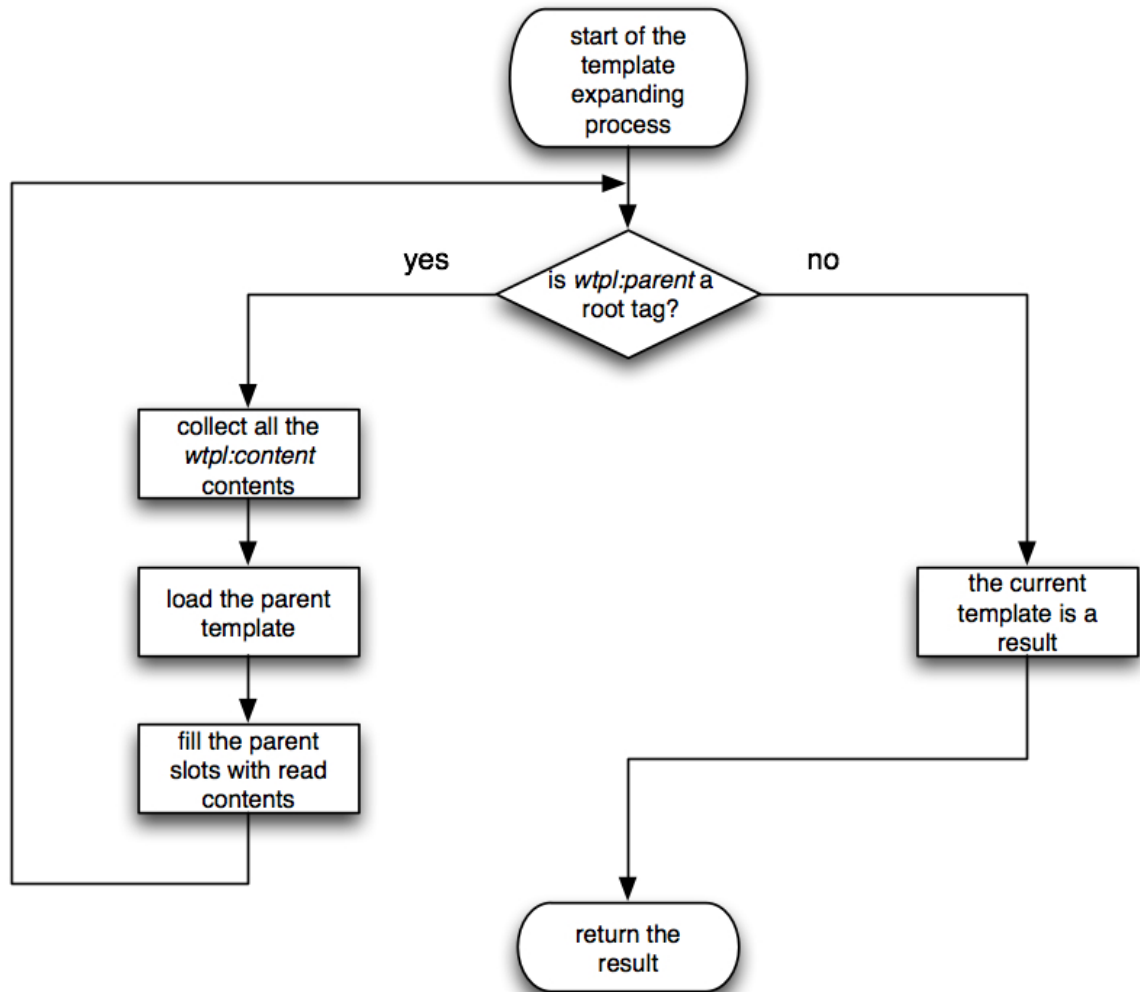 start of the
template
expanding
process
yes
no
is wtpl:parent a
root tag?
collect all the
wtpl:content
contents
load the parent
template
the current
template is a
result
fill the parent
slots with read
contents
return the
result